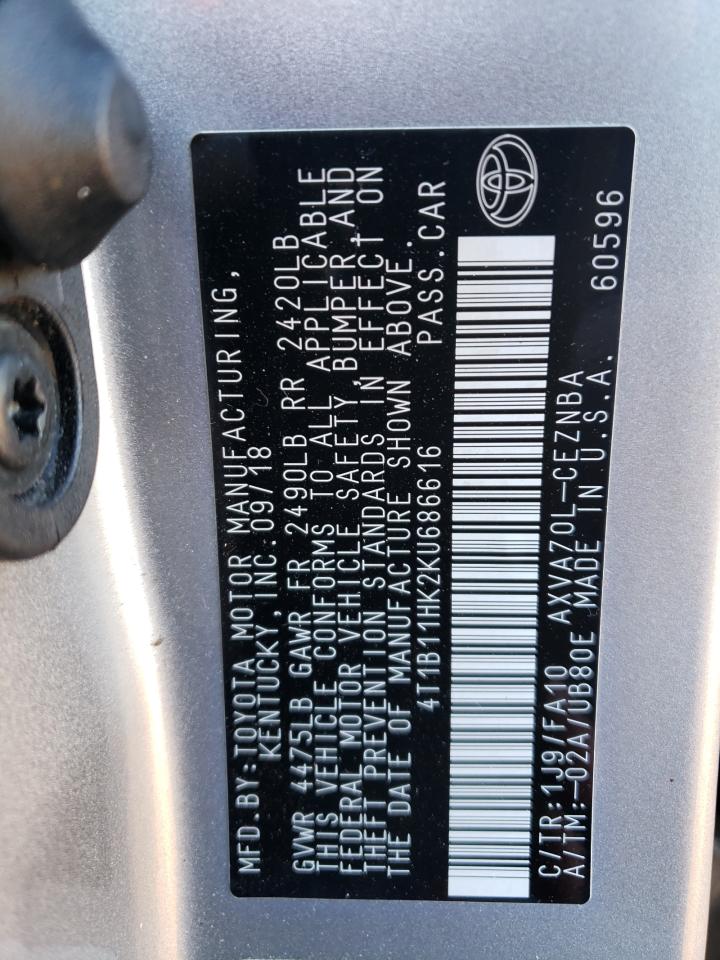 MFD.BY:TOYOTA MOTOR MANUFACTURING,
KENTUCKY, INC. 09/18
GVWR 4475LB GAWR FR 2490LB RR 2420LB
THIS VEHICLE CONFORMS TO ALL APPLICABLE
FEDERAL MOTOR VEHICLE SAFETY, BUMPER, AND
THEFT PREVENTION STANDARDS IN EFFECT ON
THE DATE OF MANUFACTURE SHOWN ABOVE.
4T1B11HK2KU686616 PASS.CAR
C/TR:1J9/FA10 AXVA70L-CEZNBA
A/TM:-02A/UB80E MADE IN U.S.A. 60596